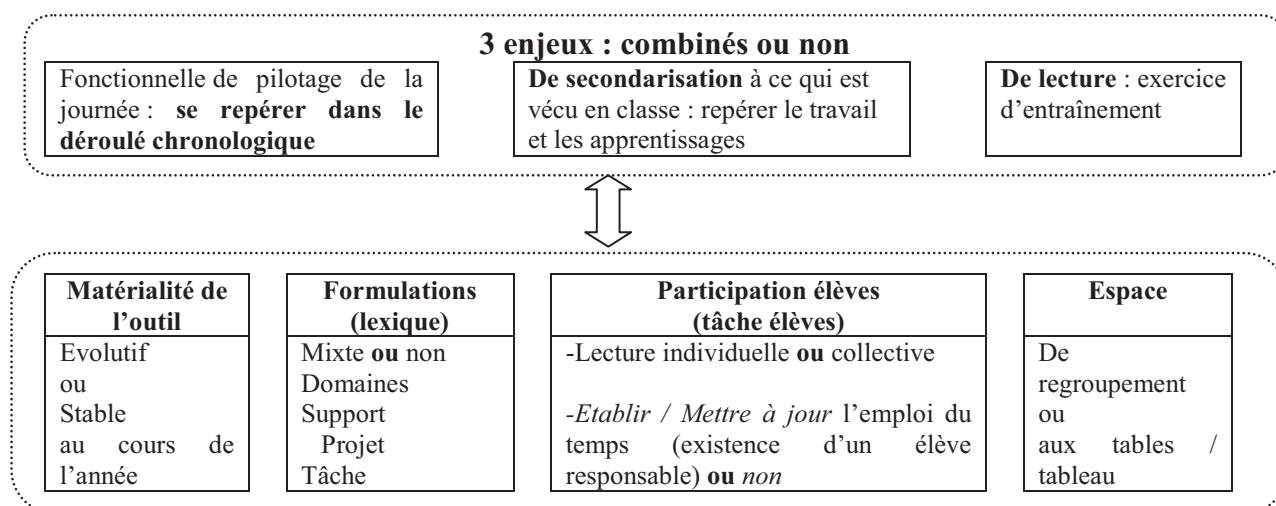 3 enjeux : combinés ou non
Fonctionnelle de pilotage de la
journée : se repérer dans le
déroulé chronologique
De secondarisation à ce qui est
vécu en classe : repérer le travail
et les apprentissages
De lecture : exercice
d’entraînement
Matérialité de
l’outil
Evolutif
ou
Stable
au cours de
l’année
Formulations
(lexique)
Mixte ou non
Domaines
Support
Projet
Tâche
Participation élèves
(tâche élèves)
-Lecture individuelle ou collective
-Etablir / Mettre à jour l’emploi du
temps (existence d’un élève
responsable) ou non
Espace
De
regroupement
ou
aux tables /
tableau